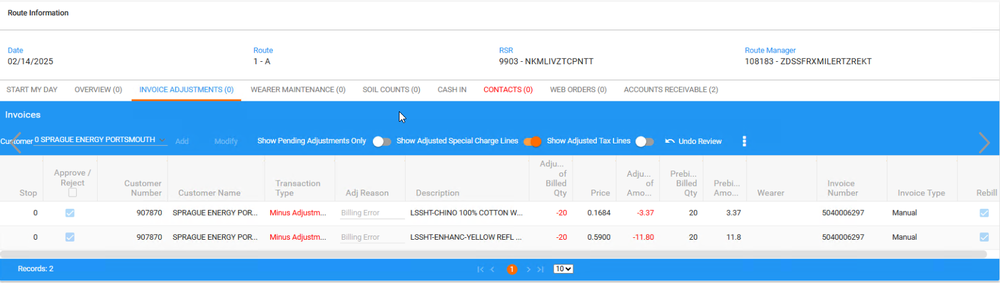 Route Information
Date Route RSR Route Manager
02/14/2025 1 - A 9903 - NKMLIVZTCPNTT 108183 - ZDSSFRXMILERTZREKT
START MY DAY OVERVIEW (0) INVOICE ADJUSTMENTS (0) WEARER MAINTENANCE (0) SOIL COUNTS (0) CASH IN CONTACTS (0) WEB ORDERS (0) ACCOUNTS RECEIVABLE (2)
Invoices
Customer 0 SPRAGUE ENERGY PORTSMOUTH Add Modify Show Pending Adjustments Only Show Adjusted Special Charge Lines Show Adjusted Tax Lines Undo Review
Stop Approve / Reject Customer Number Customer Name Transaction Type Adj Reason Description Adju... of Billed Qty Price Adju... of Amo... Prebi... Billed Qty Prebi... Amo... Wearer Invoice Number Invoice Type Rebill
0 907870 SPRAGUE ENERGY POR... Minus Adjustm... Billing Error LSSHT-CHINO 100% COTTON W... -20 0.1684 -3.37 20 3.37 5040006297 Manual
0 907870 SPRAGUE ENERGY POR... Minus Adjustm... Billing Error LSSHT-ENHANC-YELLOW REFL ... -20 0.5900 -11.80 20 11.8 5040006297 Manual
Records: 2 1 10